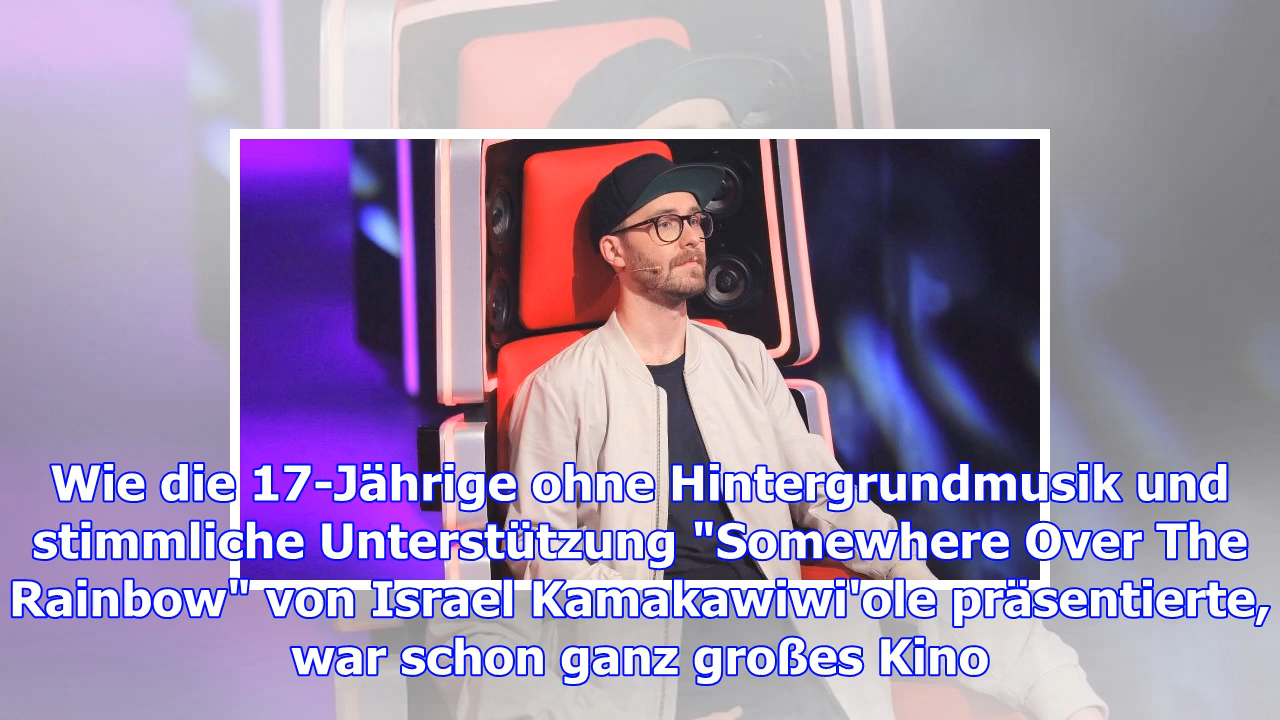 Wie die 17-Jährige ohne Hintergrundmusik und
stimmliche Unterstützung "Somewhere Over The
Rainbow" von Israel Kamakawiwi'ole präsentierte,
war schon ganz großes Kino